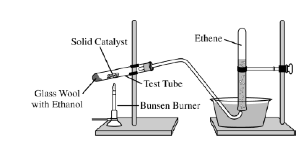 Solid Catalyst
Ethene
Test Tube
Glass Wool
with Ethanol
Bunsen Burner